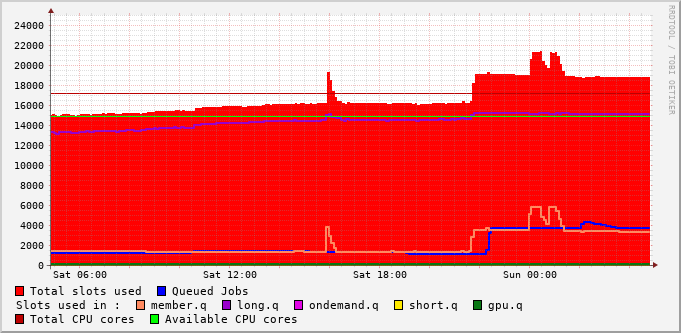 24000
22000
20000
18000
16000
14000
12000
10000
8000
6000
4000
2000
0
Sat 06:00 Sat 12:00 Sat 18:00 Sun 00:00
Total slots used Queued Jobs
Slots used in : member.q long.q ondemand.q short.q gpu.q
Total CPU cores Available CPU cores
RRDTOOL / TOBI OETIKER